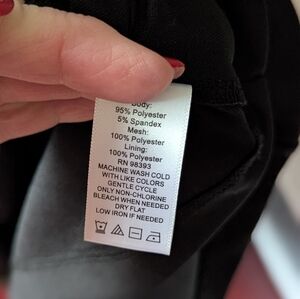 Body:
95% Polyester
5% Spandex
Mesh:
100% Polyester
Lining:
100% Polyester
RN 98393
MACHINE WASH COLD
WITH LIKE COLORS
GENTLE CYCLE
ONLY NON-CHLORINE
BLEACH WHEN NEEDED
DRY FLAT
LOW IRON IF NEEDED